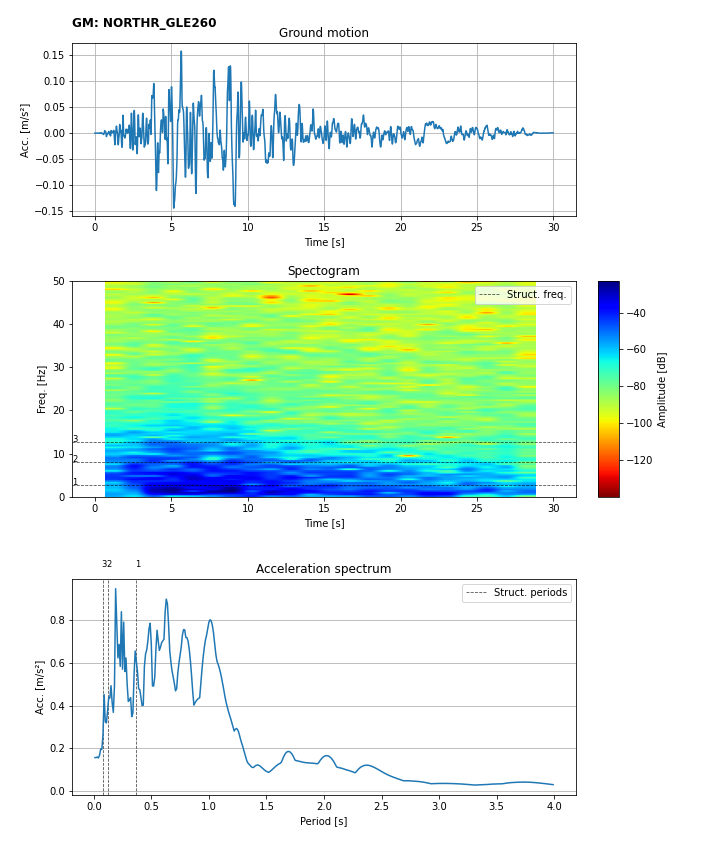 GM: NORTHR_GLE260
Ground motion
0.15
0.10
0.05
0.00
−0.05
−0.10
−0.15
Acc. [m/s²]
0 5 10 15 20 25 30
Time [s]
Spectogram
50
40
30
20
10
0
Freq. [Hz]
Struct. freq.
3
2
1
0 5 10 15 20 25 30
Time [s]
−40
−60
−80
−100
−120
Amplitude [dB]
32 1
Acceleration spectrum
Struct. periods
0.8
0.6
0.4
0.2
0.0
Acc. [m/s²]
0.0 0.5 1.0 1.5 2.0 2.5 3.0 3.5 4.0
Period [s]